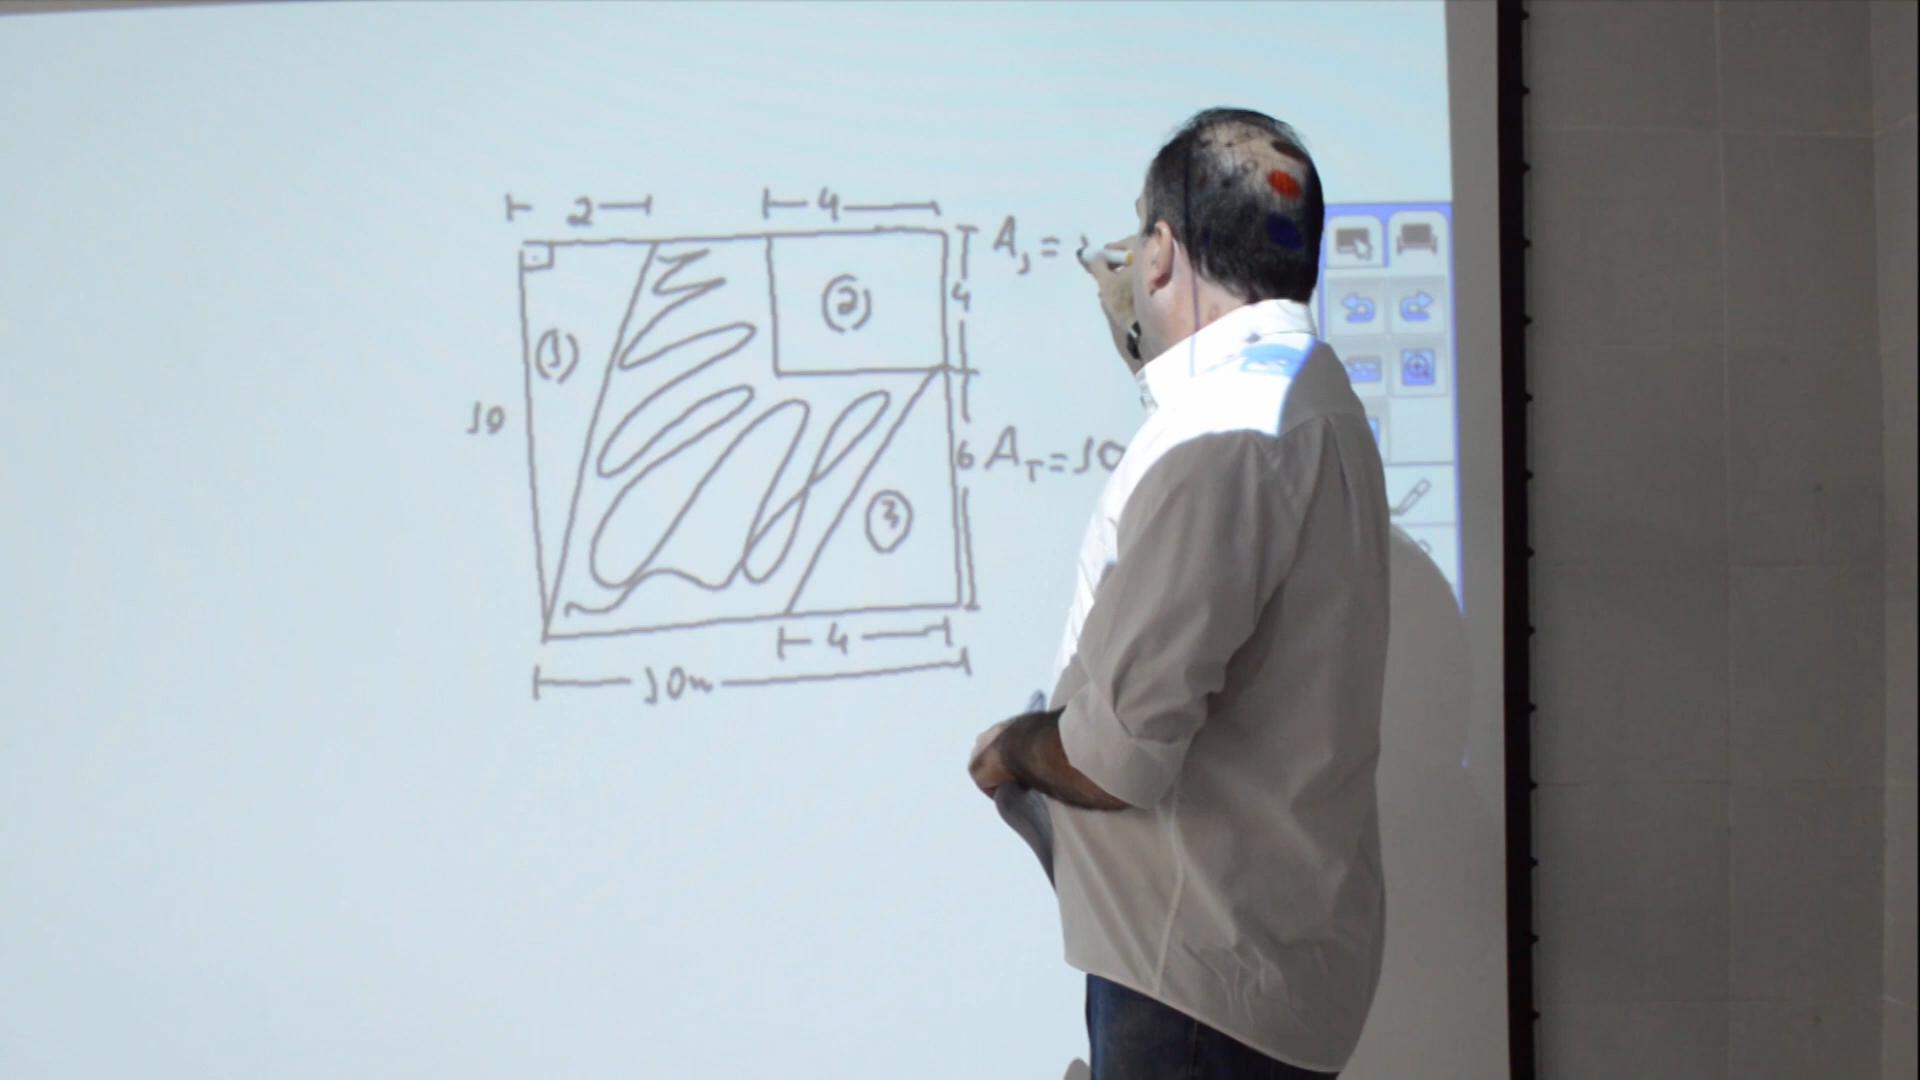 2 4
A₁ =
4
(2)
(1)
10
6 A_T = 10
(3)
4
10m